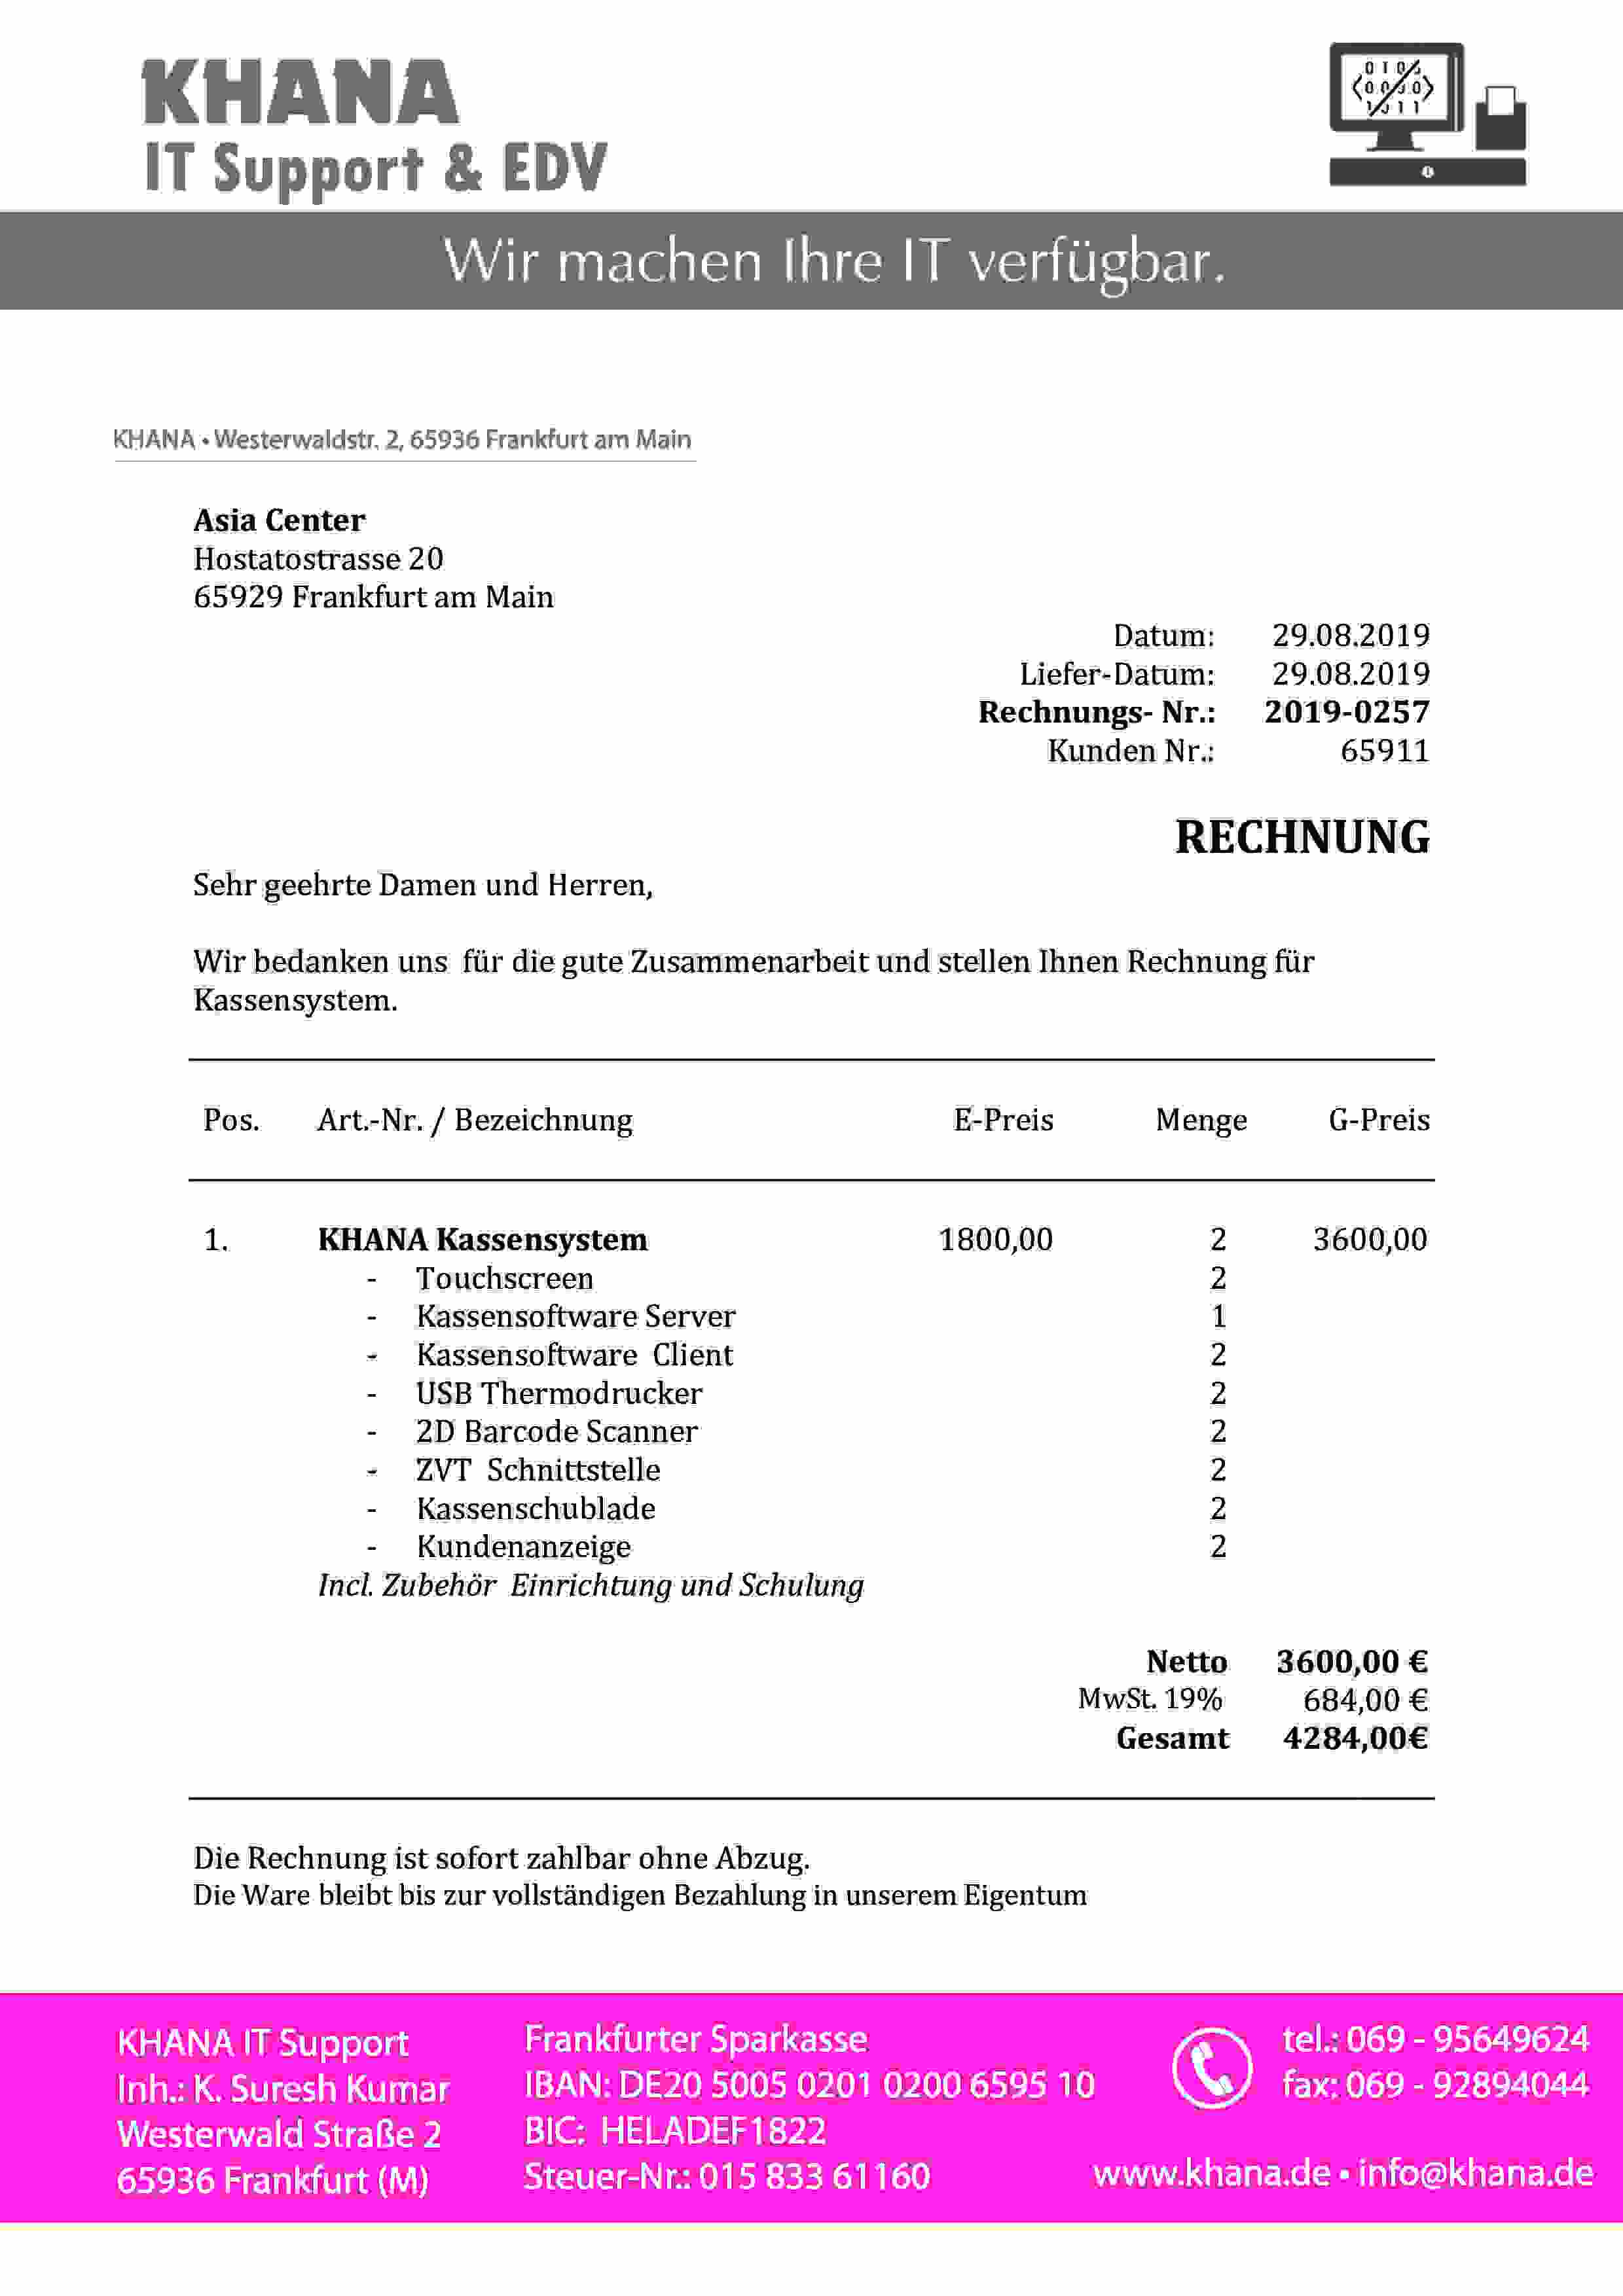 KHANA
IT Support & EDV
Wir machen Ihre IT verfügbar.
KHANA • Westerwaldstr. 2, 65936 Frankfurt am Main
Asia Center
Hostatostrasse 20
65929 Frankfurt am Main
Datum: 29.08.2019
Liefer-Datum: 29.08.2019
Rechnungs- Nr.: 2019-0257
Kunden Nr.: 65911
RECHNUNG
Sehr geehrte Damen und Herren,
Wir bedanken uns für die gute Zusammenarbeit und stellen Ihnen Rechnung für
Kassensystem.
Pos. Art.-Nr. / Bezeichnung E-Preis Menge G-Preis
1. KHANA Kassensystem 1800,00 2 3600,00
- Touchscreen 2
- Kassensoftware Server 1
- Kassensoftware Client 2
- USB Thermodrucker 2
- 2D Barcode Scanner 2
- ZVT Schnittstelle 2
- Kassenschublade 2
- Kundenanzeige 2
Incl. Zubehör Einrichtung und Schulung
Netto 3600,00 €
MwSt. 19% 684,00 €
Gesamt 4284,00€
Die Rechnung ist sofort zahlbar ohne Abzug.
Die Ware bleibt bis zur vollständigen Bezahlung in unserem Eigentum
KHANA IT Support
Inh.: K. Suresh Kumar
Westerwald Straße 2
65936 Frankfurt (M)
Frankfurter Sparkasse
IBAN: DE20 5005 0201 0200 6595 10
BIC: HELADEF1822
Steuer-Nr.: 015 833 61160
tel.: 069 - 95649624
fax: 069 - 92894044
www.khana.de • info@khana.de